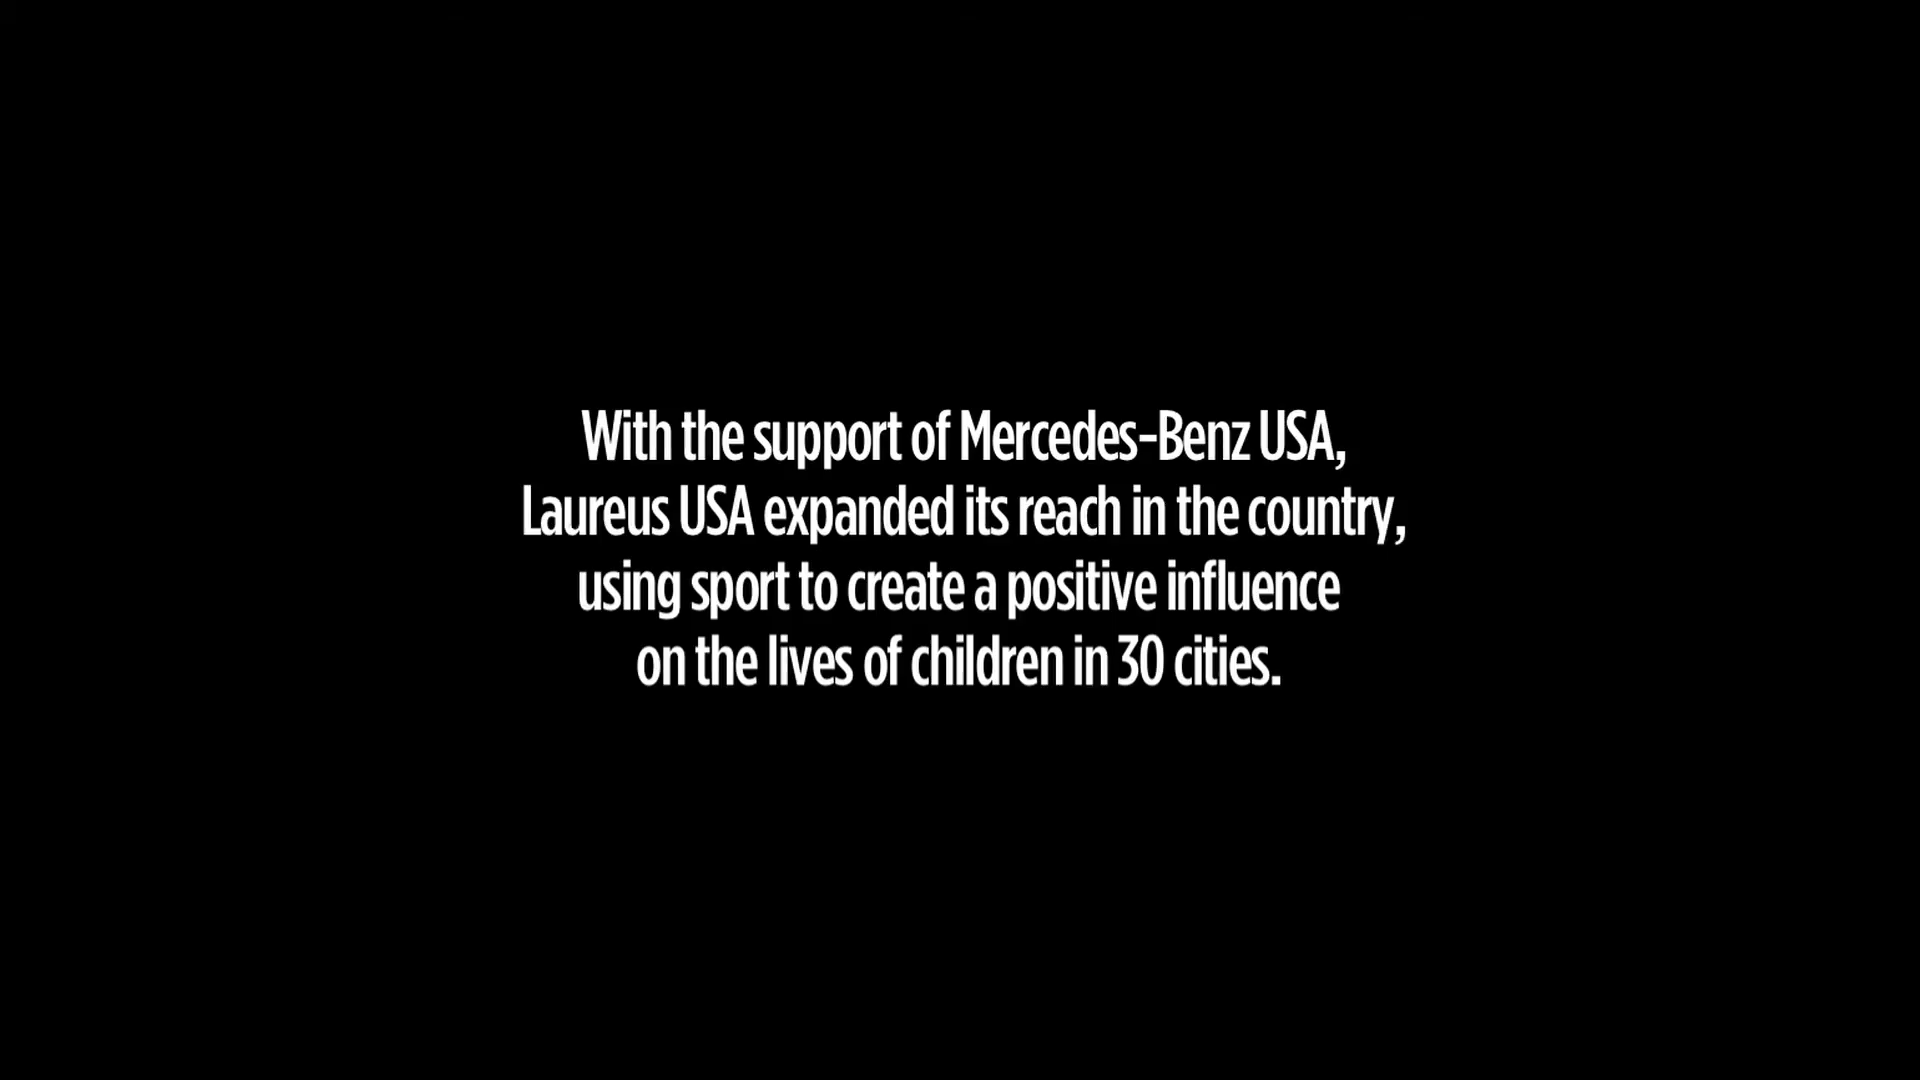 With the support of Mercedes-Benz USA,
Laureus USA expanded its reach in the country,
using sport to create a positive influence
on the lives of children in 30 cities.